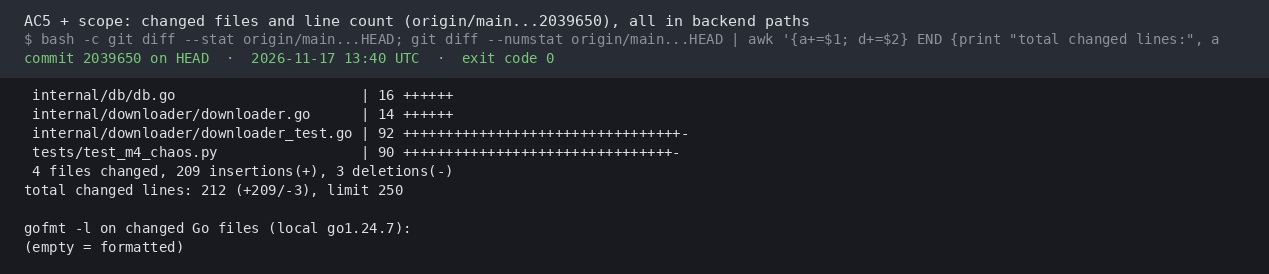 AC5 + scope: changed files and line count (origin/main...2039650), all in backend paths
$ bash -c git diff --stat origin/main...HEAD; git diff --numstat origin/main...HEAD | awk '{a+=$1; d+=$2} END {print "total changed lines:", a
commit 2039650 on HEAD · 2026-11-17 13:40 UTC · exit code 0
internal/db/db.go | 16 ++++++
internal/downloader/downloader.go | 14 ++++++
internal/downloader/downloader_test.go | 92 +++++++++++++++++++++++++++++++++-
tests/test_m4_chaos.py | 90 ++++++++++++++++++++++++++++++++-
4 files changed, 209 insertions(+), 3 deletions(-)
total changed lines: 212 (+209/-3), limit 250
gofmt -l on changed Go files (local go1.24.7):
(empty = formatted)